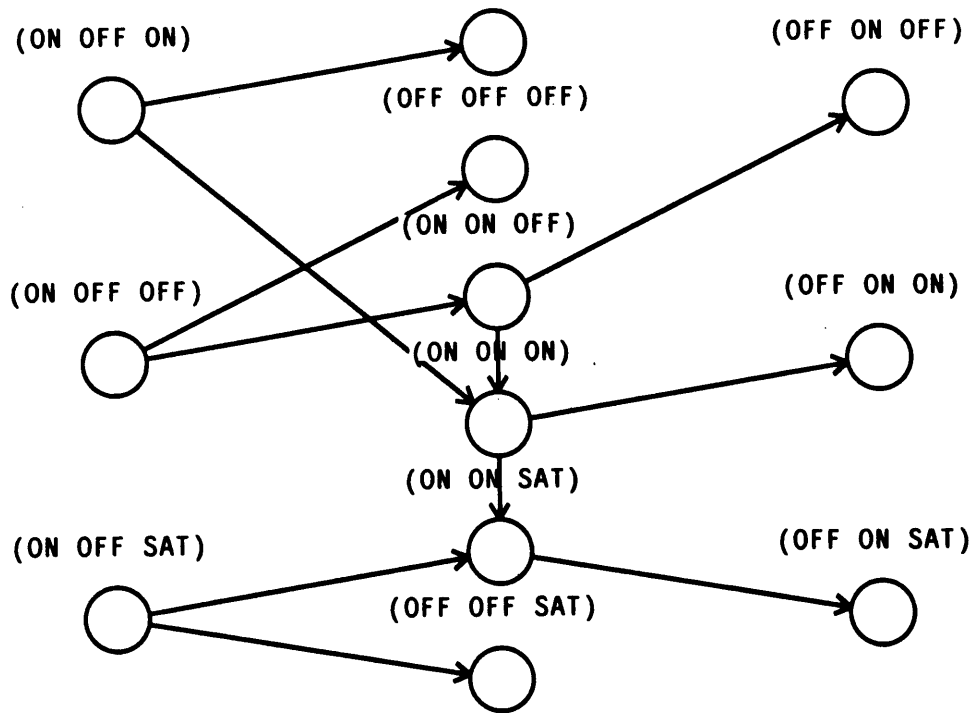 (ON OFF ON)
(OFF ON OFF)
(OFF OFF OFF)
(ON ON OFF)
(ON OFF OFF)
(OFF ON ON)
(ON ON ON)
(ON ON SAT)
(ON OFF SAT)
(OFF ON SAT)
(OFF OFF SAT)